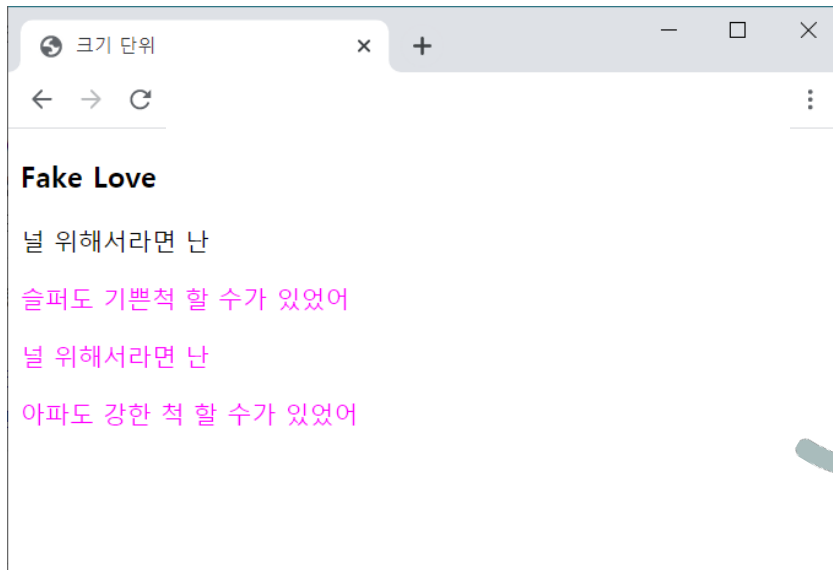 크기 단위
Fake Love
널 위해서라면 난
슬퍼도 기쁜척 할 수가 있었어
널 위해서라면 난
아파도 강한 척 할 수가 있었어